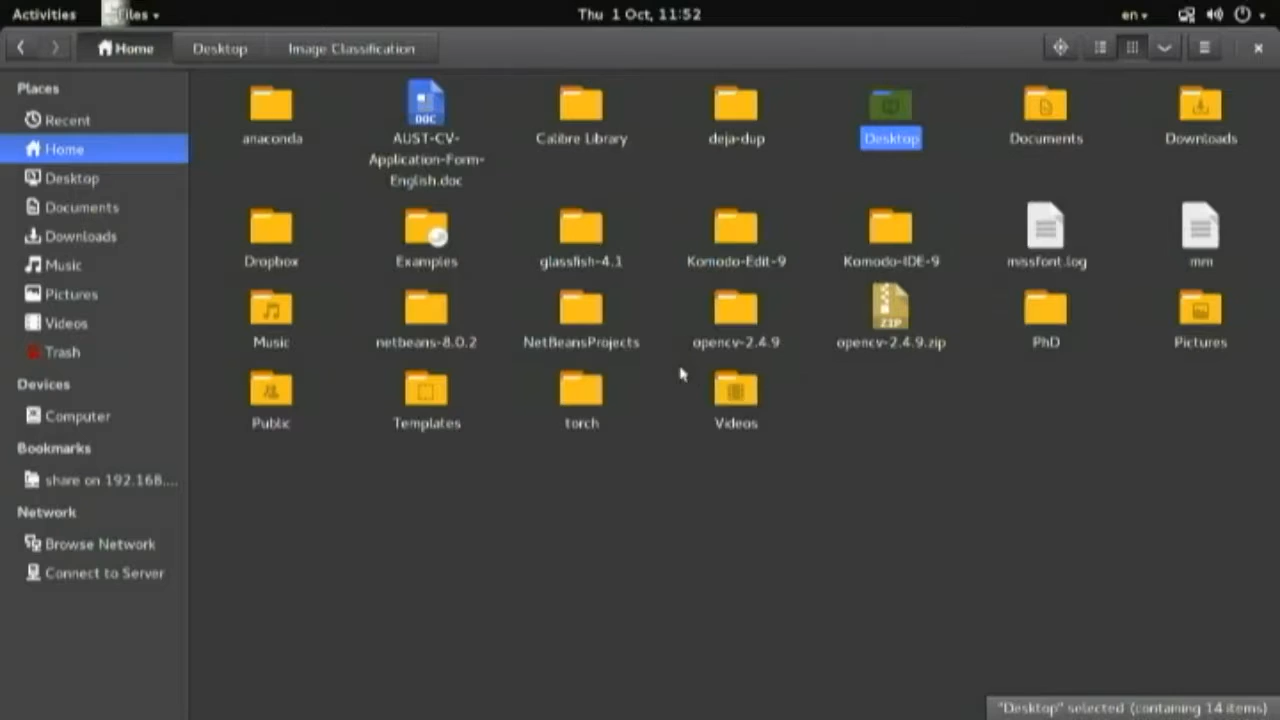 Activities
Files
Thu 1 Oct, 11:52
en
Home
Desktop
Image Classification
Places
Recent
Home
Desktop
Documents
Downloads
Music
Pictures
Videos
Trash
Devices
Computer
Bookmarks
share on 192.168....
Network
Browse Network
Connect to Server
anaconda
DOC
AUST-CV-
Application-Form-
English.doc
Calibre Library
deja-dup
Desktop
Documents
Downloads
Dropbox
Examples
glassfish-4.1
Komodo-Edit-9
Komodo-IDE-9
missfont.log
mm
Music
netbeans-8.0.2
NetBeansProjects
opencv-2.4.9
ZIP
opencv-2.4.9.zip
PhD
Pictures
Public
Templates
torch
Videos
"Desktop" selected (containing 14 items)